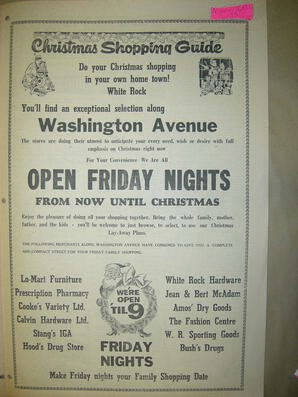 Christmas Shopping Guide
Do your Christmas shopping
in your own home town!
White Rock
You'll find an exceptional selection along
Washington Avenue
The stores are doing their utmost to anticipate your every need, wish or desire with full
emphasis on Christmas right now
For Your Convenience We Are All
OPEN FRIDAY NIGHTS
FROM NOW UNTIL CHRISTMAS
Enjoy the pleasure of doing all your shopping together. Bring the whole family, mother,
father, and the kids - you'll be welcome to just browse, to select, to use our Christmas
Lay-Away Plans.
THE FOLLOWING MERCHANTS ALONG WASHINGTON AVENUE HAVE COMBINED TO GIVE YOU A COMPLETE
AND COMPACT STREET FOR YOUR FRIDAY FAMILY SHOPPING.
Lo-Mart Furniture
Prescription Pharmacy
Cooke's Variety Ltd.
Calvin Hardware Ltd.
Stang's IGA
Hood's Drug Store
WE'RE
OPEN
TIL
9
FRIDAY
NIGHTS
White Rock Hardware
Jean & Bert McAdam
Amos' Dry Goods
The Fashion Centre
W. R. Sporting Goods
Bush's Drugs
Make Friday nights your Family Shopping Date